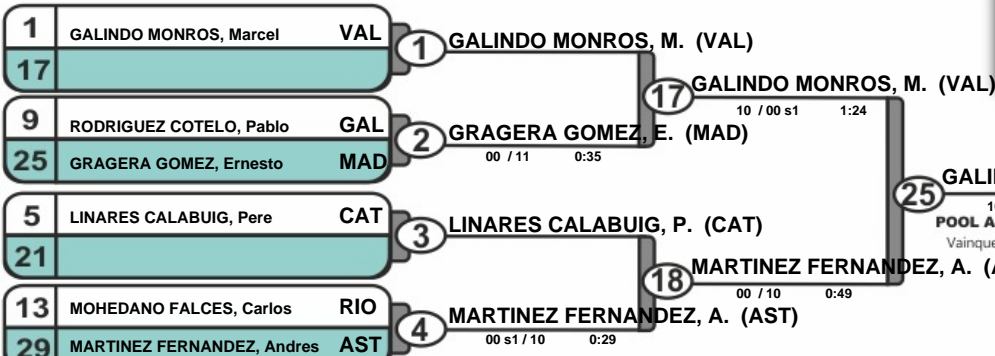 1 GALINDO MONROS, Marcel VAL
17
1 GALINDO MONROS, M. (VAL)
9 RODRIGUEZ COTELO, Pablo GAL
25 GRAGERA GOMEZ, Ernesto MAD
2 GRAGERA GOMEZ, E. (MAD)
00 / 11 0:35
17 GALINDO MONROS, M. (VAL)
10 / 00 s1 1:24
5 LINARES CALABUIG, Pere CAT
21
3 LINARES CALABUIG, P. (CAT)
13 MOHEDANO FALCES, Carlos RIO
29 MARTINEZ FERNANDEZ, Andres AST
4 MARTINEZ FERNANDEZ, A. (AST)
00 s1 / 10 0:29
18 MARTINEZ FERNANDEZ, A.
00 / 10 0:49
25
POOL A